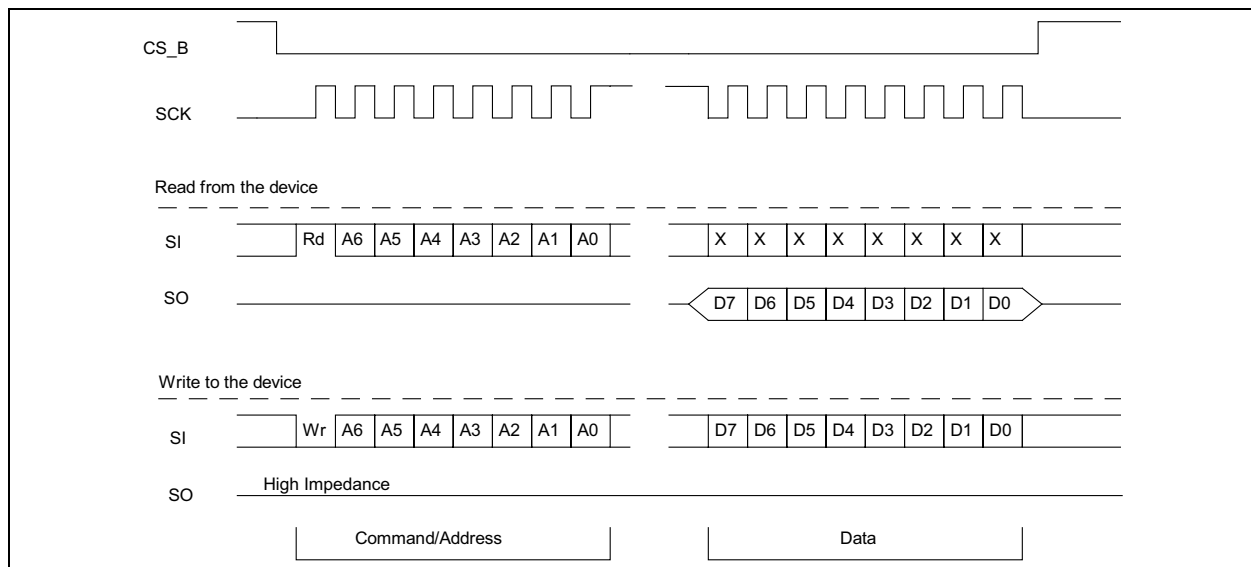 CS_B
SCK
Read from the device
SI Rd A6 A5 A4 A3 A2 A1 A0 X X X X X X X X
SO D7 D6 D5 D4 D3 D2 D1 D0
Write to the device
SI Wr A6 A5 A4 A3 A2 A1 A0 D7 D6 D5 D4 D3 D2 D1 D0
SO High Impedance
Command/Address Data